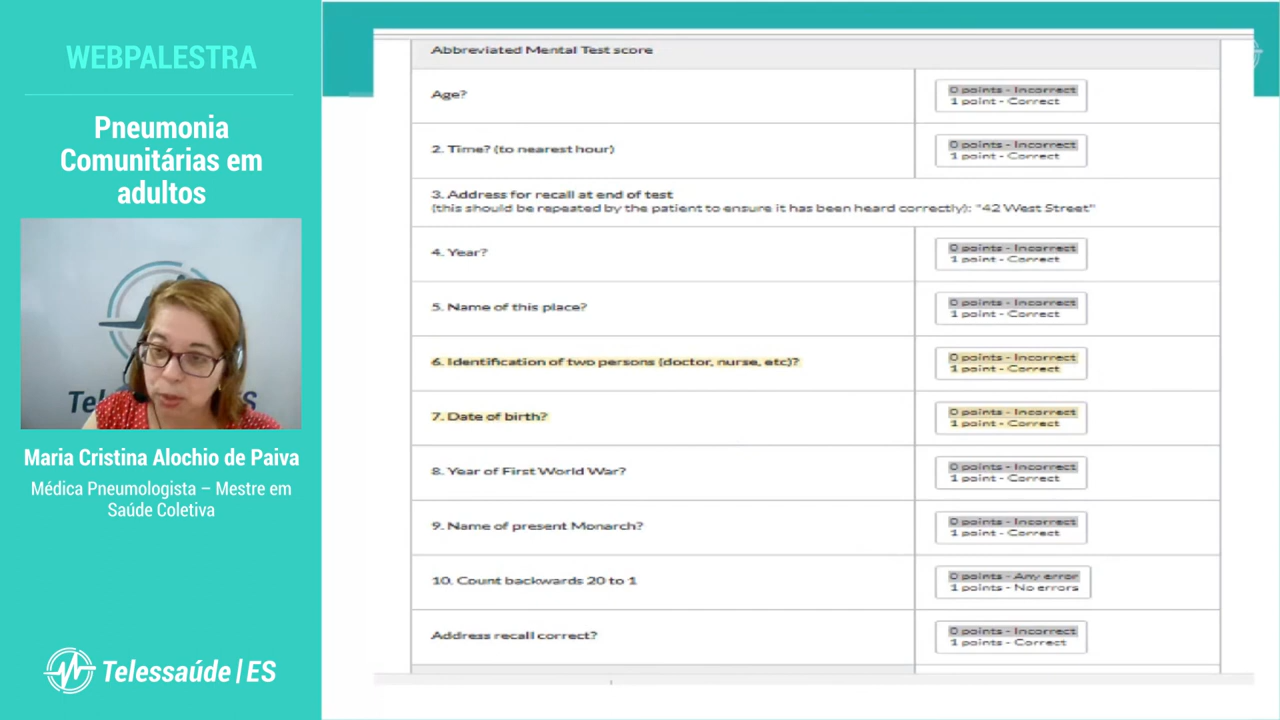 WEBPALESTRA
Pneumonia
Comunitárias em
adultos
Te ES
Maria Cristina Alochio de Paiva
Médica Pneumologista – Mestre em
Saúde Coletiva
Telessaúde|ES
Abbreviated Mental Test score
Age?
0 points - Incorrect
1 point - Correct
2. Time? (to nearest hour)
0 points - Incorrect
1 point - Correct
3. Address for recall at end of test
(this should be repeated by the patient to ensure it has been heard correctly): "42 West Street"
4. Year?
0 points - Incorrect
1 point - Correct
5. Name of this place?
0 points - Incorrect
1 point - Correct
6. Identification of two persons (doctor, nurse, etc)?
0 points - Incorrect
1 point - Correct
7. Date of birth?
0 points - Incorrect
1 point - Correct
8. Year of First World War?
0 points - Incorrect
1 point - Correct
9. Name of present Monarch?
0 points - Incorrect
1 point - Correct
10. Count backwards 20 to 1
0 points - Any error
1 points - No errors
Address recall correct?
0 points - Incorrect
1 point - Correct